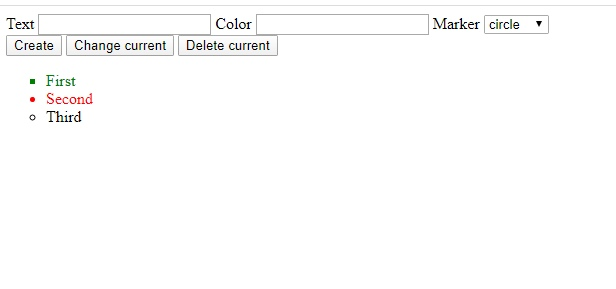 Text Color Marker circle
Create Change current Delete current
First
Second
Third